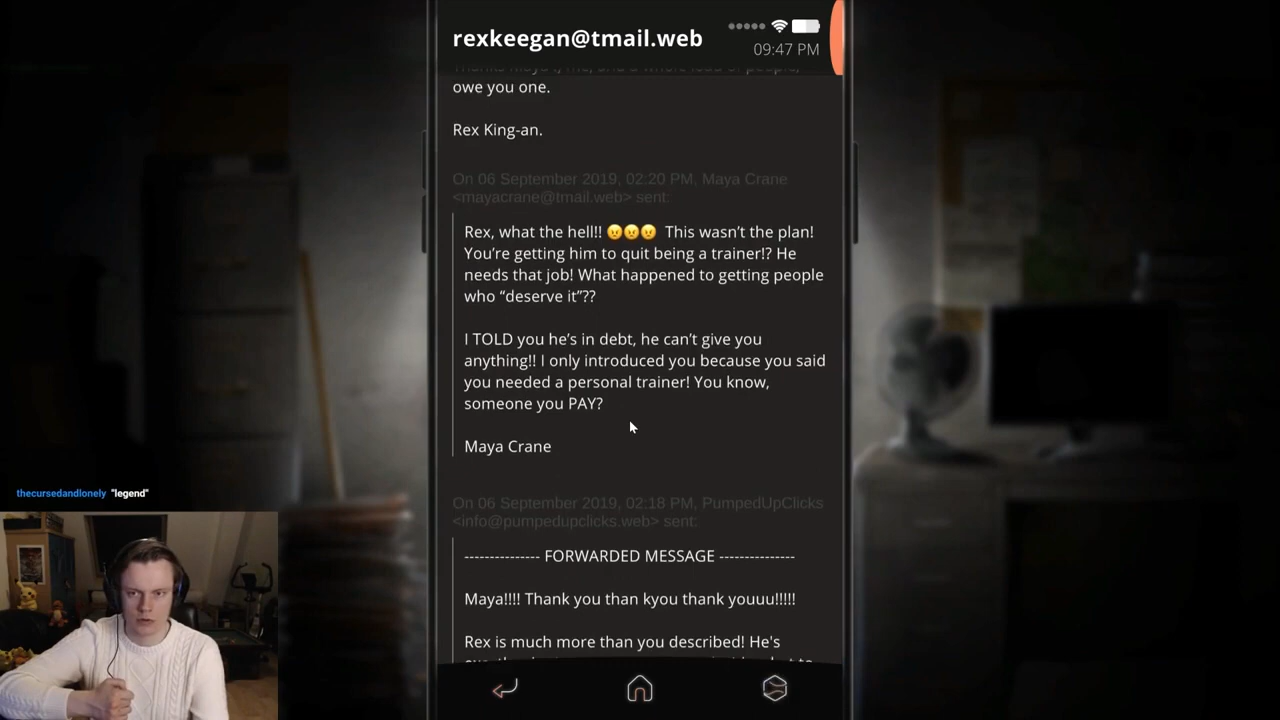 rexkeegan@tmail.web
09:47 PM
owe you one.
Rex King-an.
On 06 September 2019, 02:20 PM, Maya Crane
<mayacrane@tmail.web> sent:
Rex, what the hell!! 😠😠😠 This wasn’t the plan!
You’re getting him to quit being a trainer!? He
needs that job! What happened to getting people
who “deserve it”??
I TOLD you he’s in debt, he can’t give you
anything!! I only introduced you because you said
you needed a personal trainer! You know,
someone you PAY?
Maya Crane
On 06 September 2019, 02:18 PM, PumpedUpClicks
<info@pumpedupclicks.web> sent:
--------------- FORWARDED MESSAGE ---------------
Maya!!!! Thank you than kyou thank youuu!!!!!
Rex is much more than you described! He's
thecursedandlonely "legend"